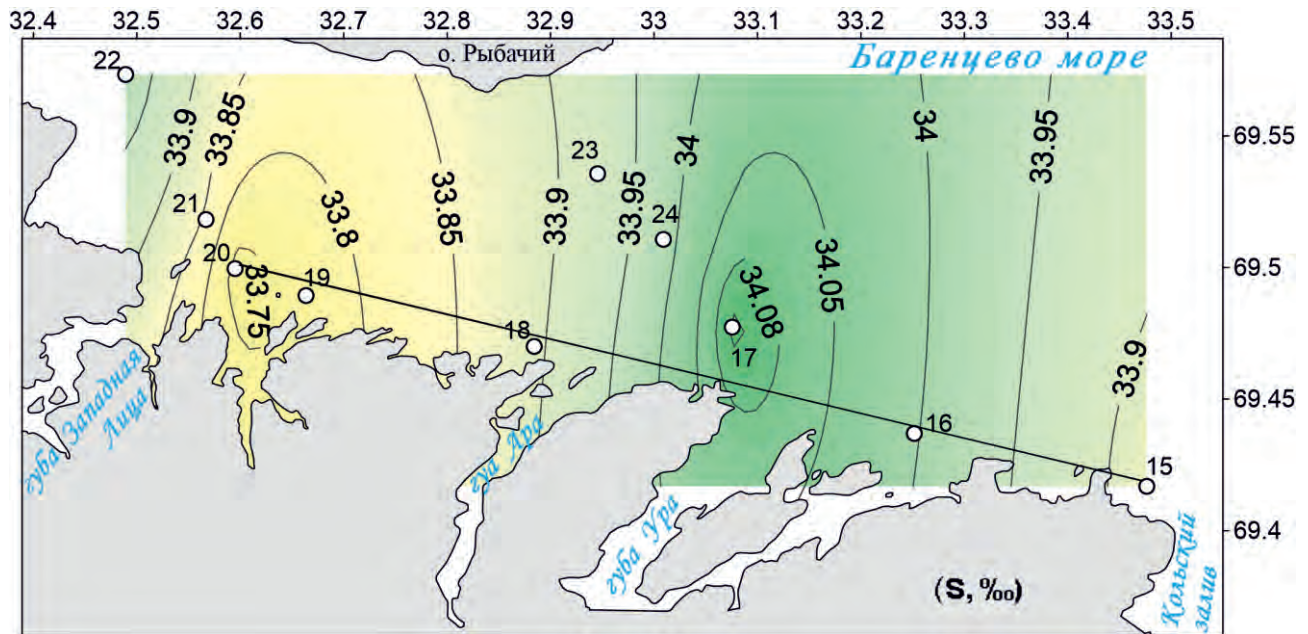 32.4 32.5 32.6 32.7 32.8 32.9 33 33.1 33.2 33.3 33.4 33.5
о. Рыбачий
Баренцево море
22
33.9
33.85
34
34
33.95
69.55
23
33.8
33.85
33.9
33.95
21
24
34.05
20
33.75
19
34.08
69.5
18
17
33.9
69.45
16
15
губа Западная
Лица
гуа Ара
губа Ура
69.4
(S, ‰)
Кольский
залив